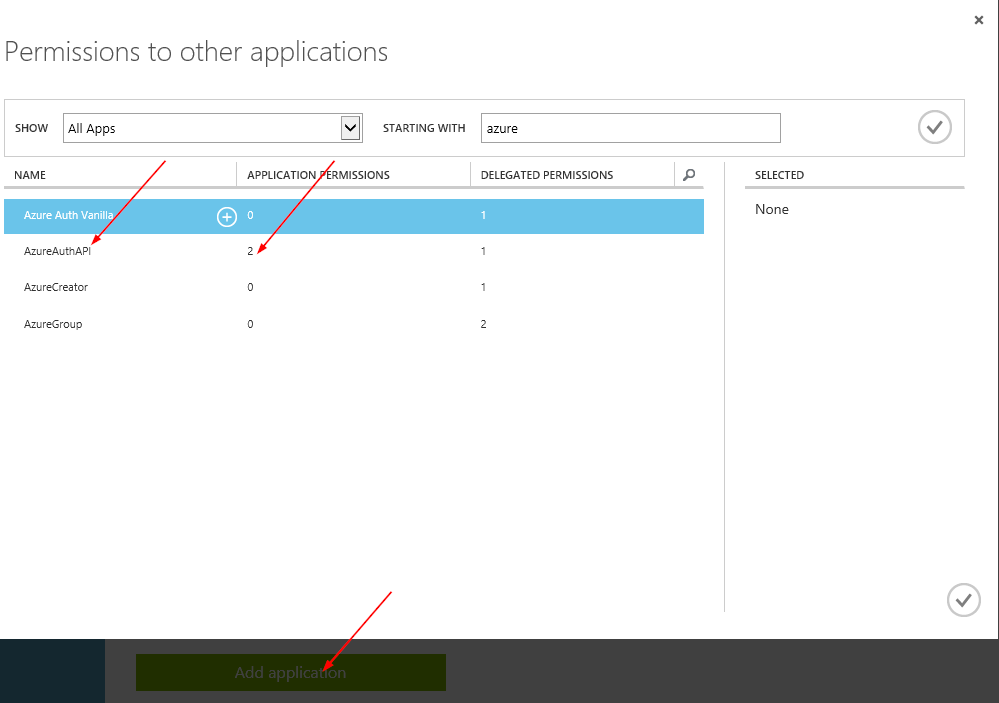 Permissions to other applications
SHOW All Apps STARTING WITH azure
NAME APPLICATION PERMISSIONS DELEGATED PERMISSIONS SELECTED
Azure Auth Vanilla 0 1 None
AzureAuthAPI 2 1
AzureCreator 0 1
AzureGroup 0 2
Add application